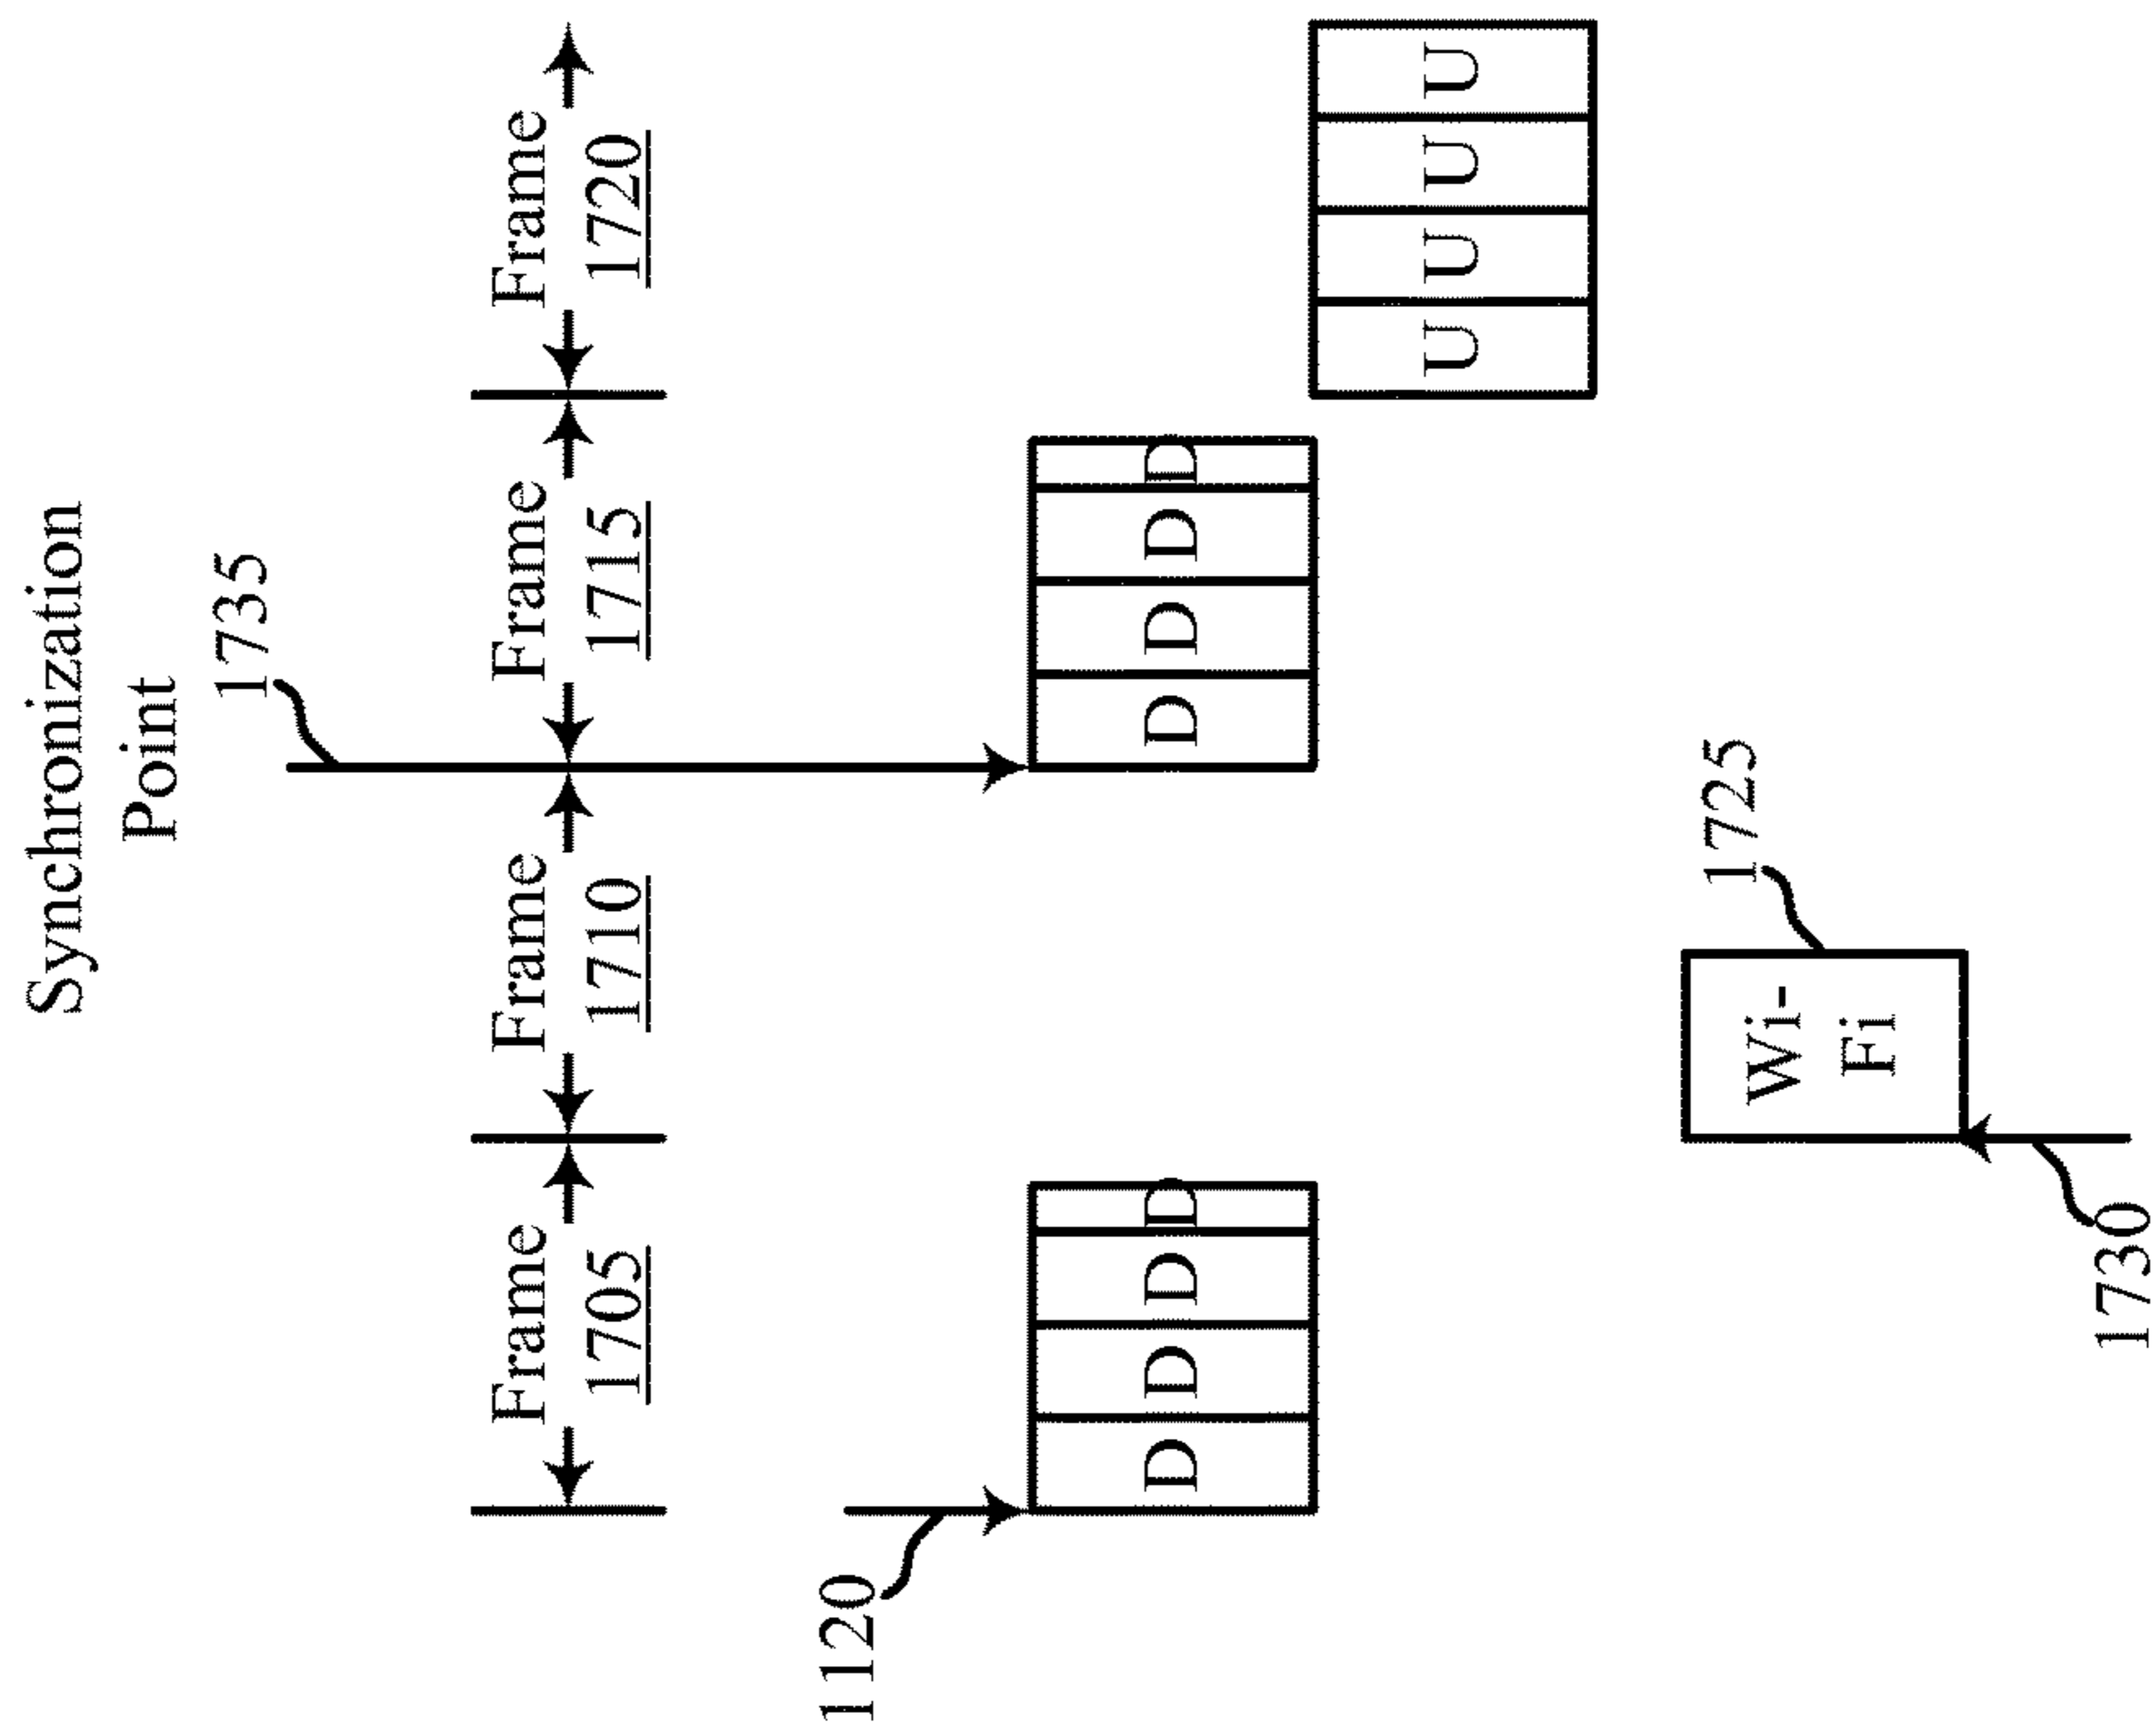 Synchronization
Point
1735
Frame
1705
Frame
1710
Frame
1715
Frame
1720
1120
D D D D
D D D D
U U U U
1725
Wi-
Fi
1730